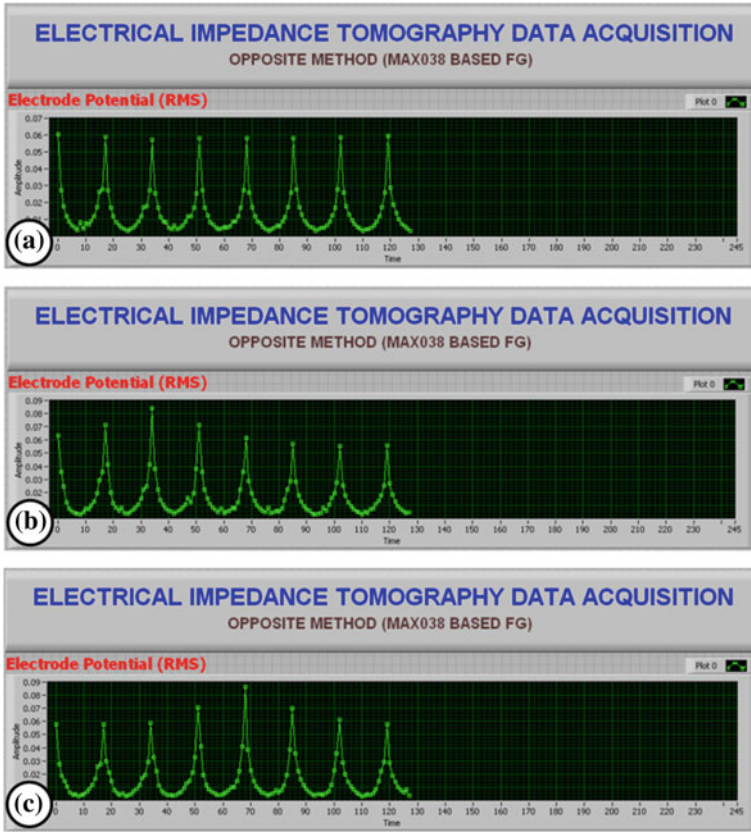 ELECTRICAL IMPEDANCE TOMOGRAPHY DATA ACQUISITION
OPPOSITE METHOD (MAX038 BASED FG)
Electrode Potential (RMS)
Plot 0
0.07
0.06
0.05
0.04
0.03
0.02
Amplitude
0 10 20 30 40 50 60 70 80 90 100 110 120 130 140 150 160 170 180 190 200 210 220 230 245
Time
(a)
ELECTRICAL IMPEDANCE TOMOGRAPHY DATA ACQUISITION
OPPOSITE METHOD (MAX038 BASED FG)
Electrode Potential (RMS)
Plot 0
0.09
0.08
0.07
0.06
0.05
0.04
0.03
0.02
Amplitude
0 10 20 30 40 50 60 70 80 90 100 110 120 130 140 150 160 170 180 190 200 210 220 230 245
Time
(b)
ELECTRICAL IMPEDANCE TOMOGRAPHY DATA ACQUISITION
OPPOSITE METHOD (MAX038 BASED FG)
Electrode Potential (RMS)
Plot 0
0.09
0.08
0.07
0.06
0.05
0.04
0.03
0.02
Amplitude
0 10 20 30 40 50 60 70 80 90 100 110 120 130 140 150 160 170 180 190 200 210 220 230 245
Time
(c)